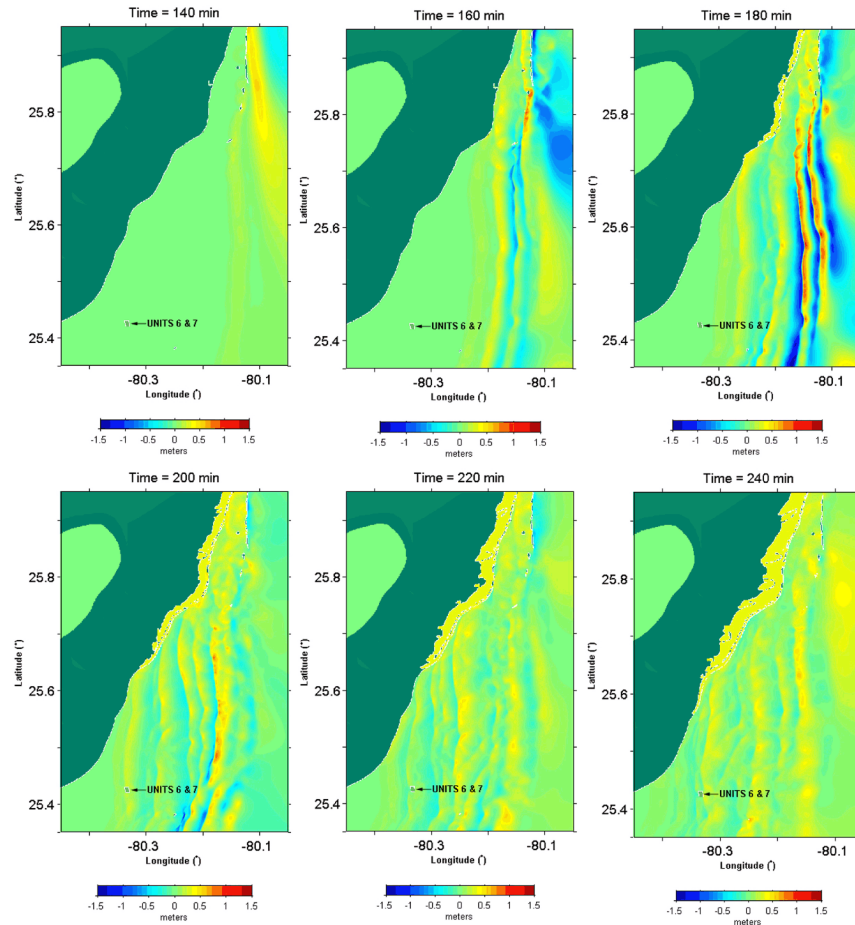 Time = 140 min
Time = 160 min
Time = 180 min
Latitude (°)
25.8
25.6
25.4
UNITS 6 & 7
-80.3
-80.1
Longitude (°)
Latitude (°)
25.8
25.6
25.4
UNITS 6 & 7
-80.3
-80.1
Longitude (°)
Latitude (°)
25.8
25.6
25.4
UNITS 6 & 7
-80.3
-80.1
Longitude (°)
-1.5 -1 -0.5 0 0.5 1 1.5
meters
-1.5 -1 -0.5 0 0.5 1 1.5
meters
-1.5 -1 -0.5 0 0.5 1 1.5
meters
Time = 200 min
Time = 220 min
Time = 240 min
Latitude (°)
25.8
25.6
25.4
UNITS 6 & 7
-80.3
-80.1
Longitude (°)
Latitude (°)
25.8
25.6
25.4
UNITS 6 & 7
-80.3
-80.1
Longitude (°)
Latitude (°)
25.8
25.6
25.4
UNITS 6 & 7
-80.3
-80.1
Longitude (°)
-1.5 -1 -0.5 0 0.5 1 1.5
meters
-1.5 -1 -0.5 0 0.5 1 1.5
meters
-1.5 -1 -0.5 0 0.5 1 1.5
meters